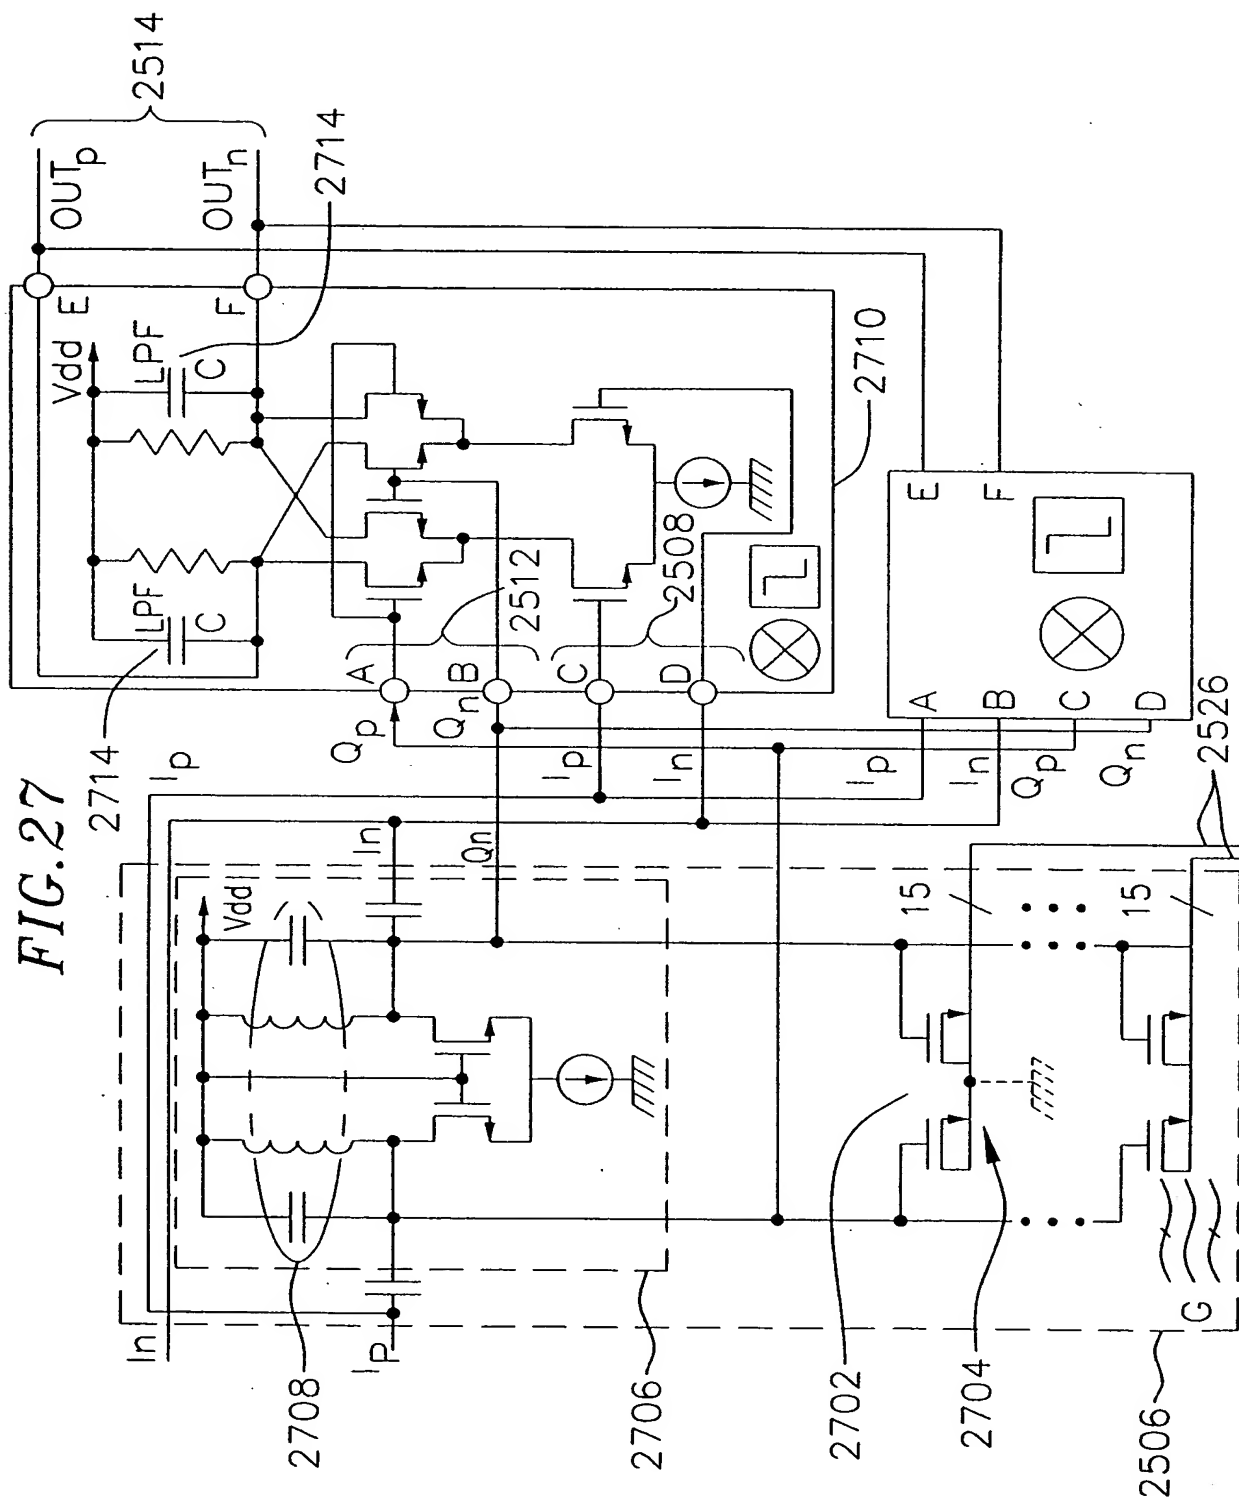 FIG.27
2514
OUTp
E
Vdd
LPF
LPF
2714
In
Ip
C
C
OUTn
F
2714
Vdd
2708
Ip
In
Qp
A
Qn
Qn
B
2512
Ip
C
2508
In
D
2706
2702
2710
Ip
A
E
In
B
F
Qp
C
Qn
D
15
2704
15
2526
2506
G